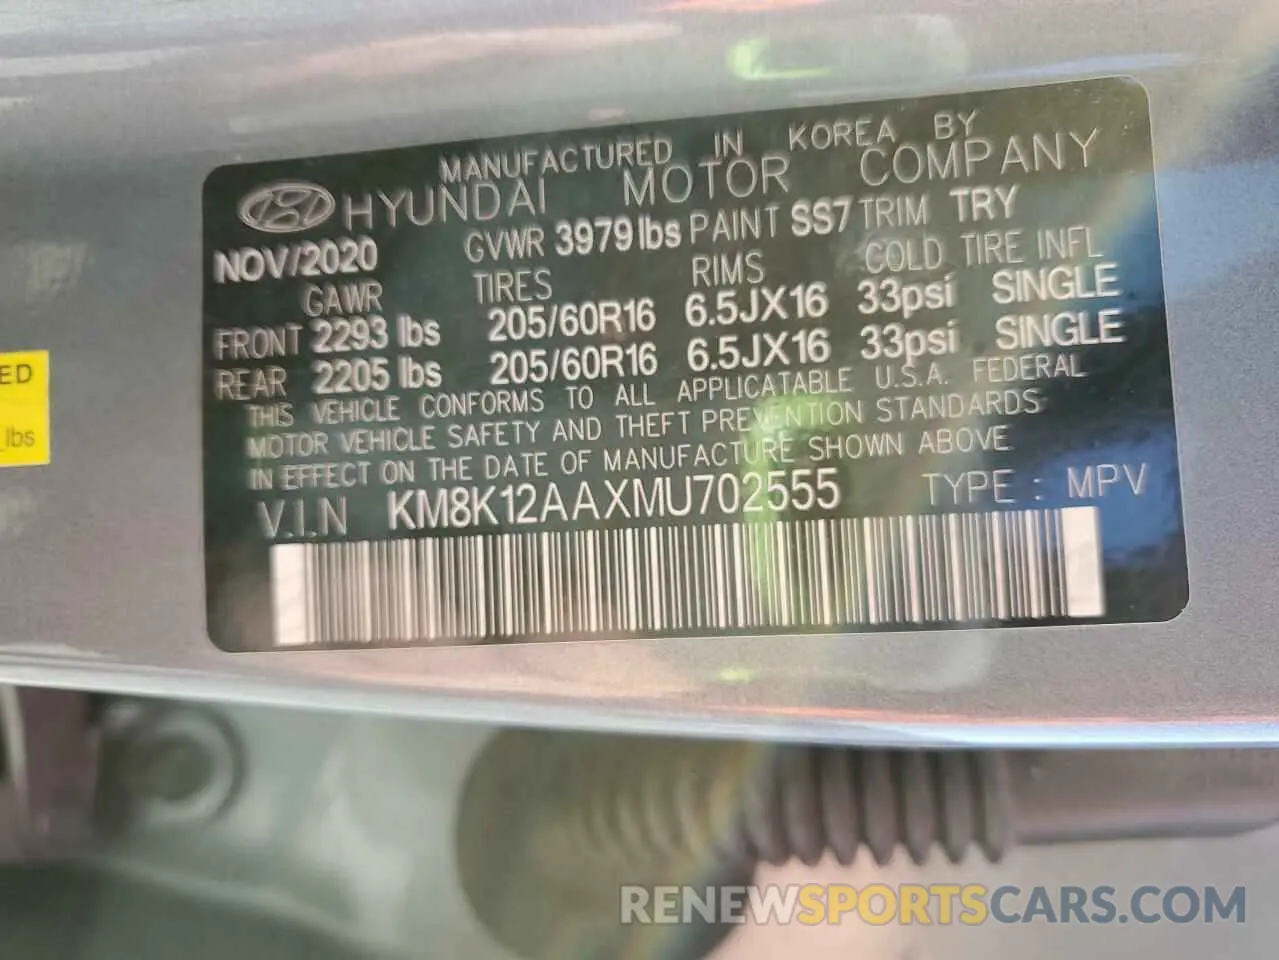 MANUFACTURED IN KOREA BY
HYUNDAI MOTOR COMPANY
NOV/2020 GVWR 3979 lbs PAINT SS7 TRIM TRY
GAWR TIRES RIMS COLD TIRE INFL
FRONT 2293 lbs 205/60R16 6.5JX16 33psi SINGLE
REAR 2205 lbs 205/60R16 6.5JX16 33psi SINGLE
THIS VEHICLE CONFORMS TO ALL APPLICATABLE U.S.A. FEDERAL
MOTOR VEHICLE SAFETY AND THEFT PREVENTION STANDARDS
IN EFFECT ON THE DATE OF MANUFACTURE SHOWN ABOVE
V.I.N KM8K12AAXMU702555 TYPE : MPV
ED
lbs
RENEWSPORTSCARS.COM